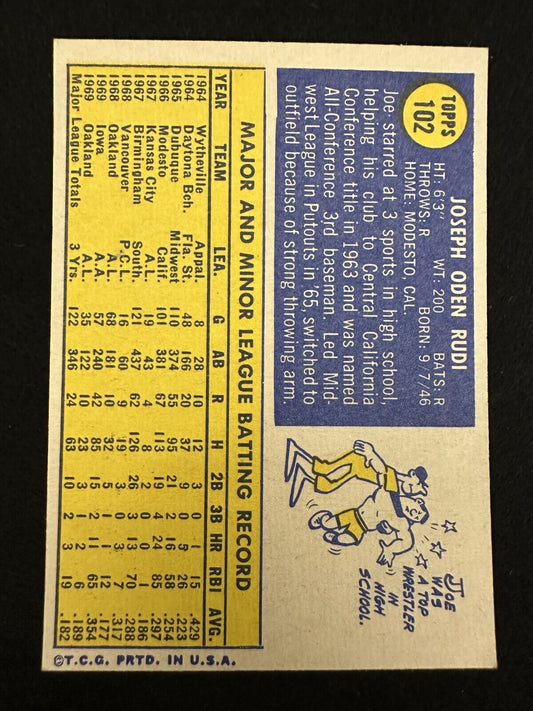 TOPPS
102
JOSEPH ODEN RUDI
HT: 6'3" WT: 200 BATS: R
THROWS: R BORN: 9/7/46
HOME: MODESTO, CAL.
Joe starred at 3 sports in high school,
helping his club to Central California
Conference title in 1963 and was named
All-Conference 3rd baseman. Led Mid-
west League in Putouts in '65, switched to
outfield because of strong throwing arm.
JOE
WAS
A TOP
WRESTLER
IN
HIGH
SCHOOL.
MAJOR AND MINOR LEAGUE BATTING RECORD
YEAR TEAM LEA. G AB R H 2B 3B HR RBI AVG.
1964 Wytheville Appal. 8 28 10 12 3 0 1 15 .429
1964 Daytona Bch. Fla. St. 48 166 20 37 9 0 5 29 .223
1965 Dubuque Midwest 110 374 55 95 21 2 16 58 .254
1966 Modesto Calif. 101 381 67 113 19 4 24 85 .297
1967 Kansas City A.L. 19 43 4 8 2 0 0 1 .186
1967 Birmingham South. 121 437 62 126 26 3 13 70 .288
1968 Vancouver P.C.L. 16 60 9 19 3 7 .317
1968 Oakland A.L. 68 181 10 32 5 1 1 12 .177
1969 Iowa A.A. 57 240 42 85 16 1 11 65 .354
1969 Oakland A.L. 35 122 10 23 3 1 2 6 .189
Major League Totals 3 Yrs. 122 346 24 63 10 2 3 19 .182
©T.C.G. PRTD. IN U.S.A.